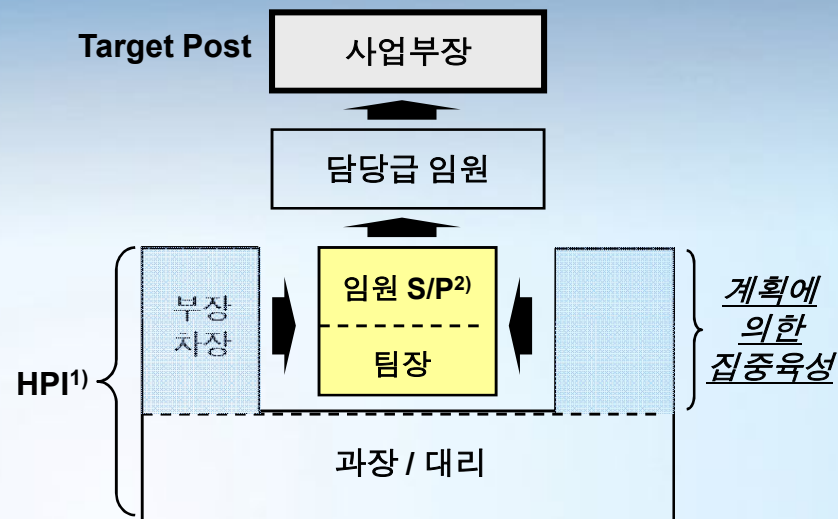 Target Post
사업부장
담당급 임원
임원 S/P2)
팀장
부장
차장
HPI1)
계획에
의한
집중육성
과장 / 대리